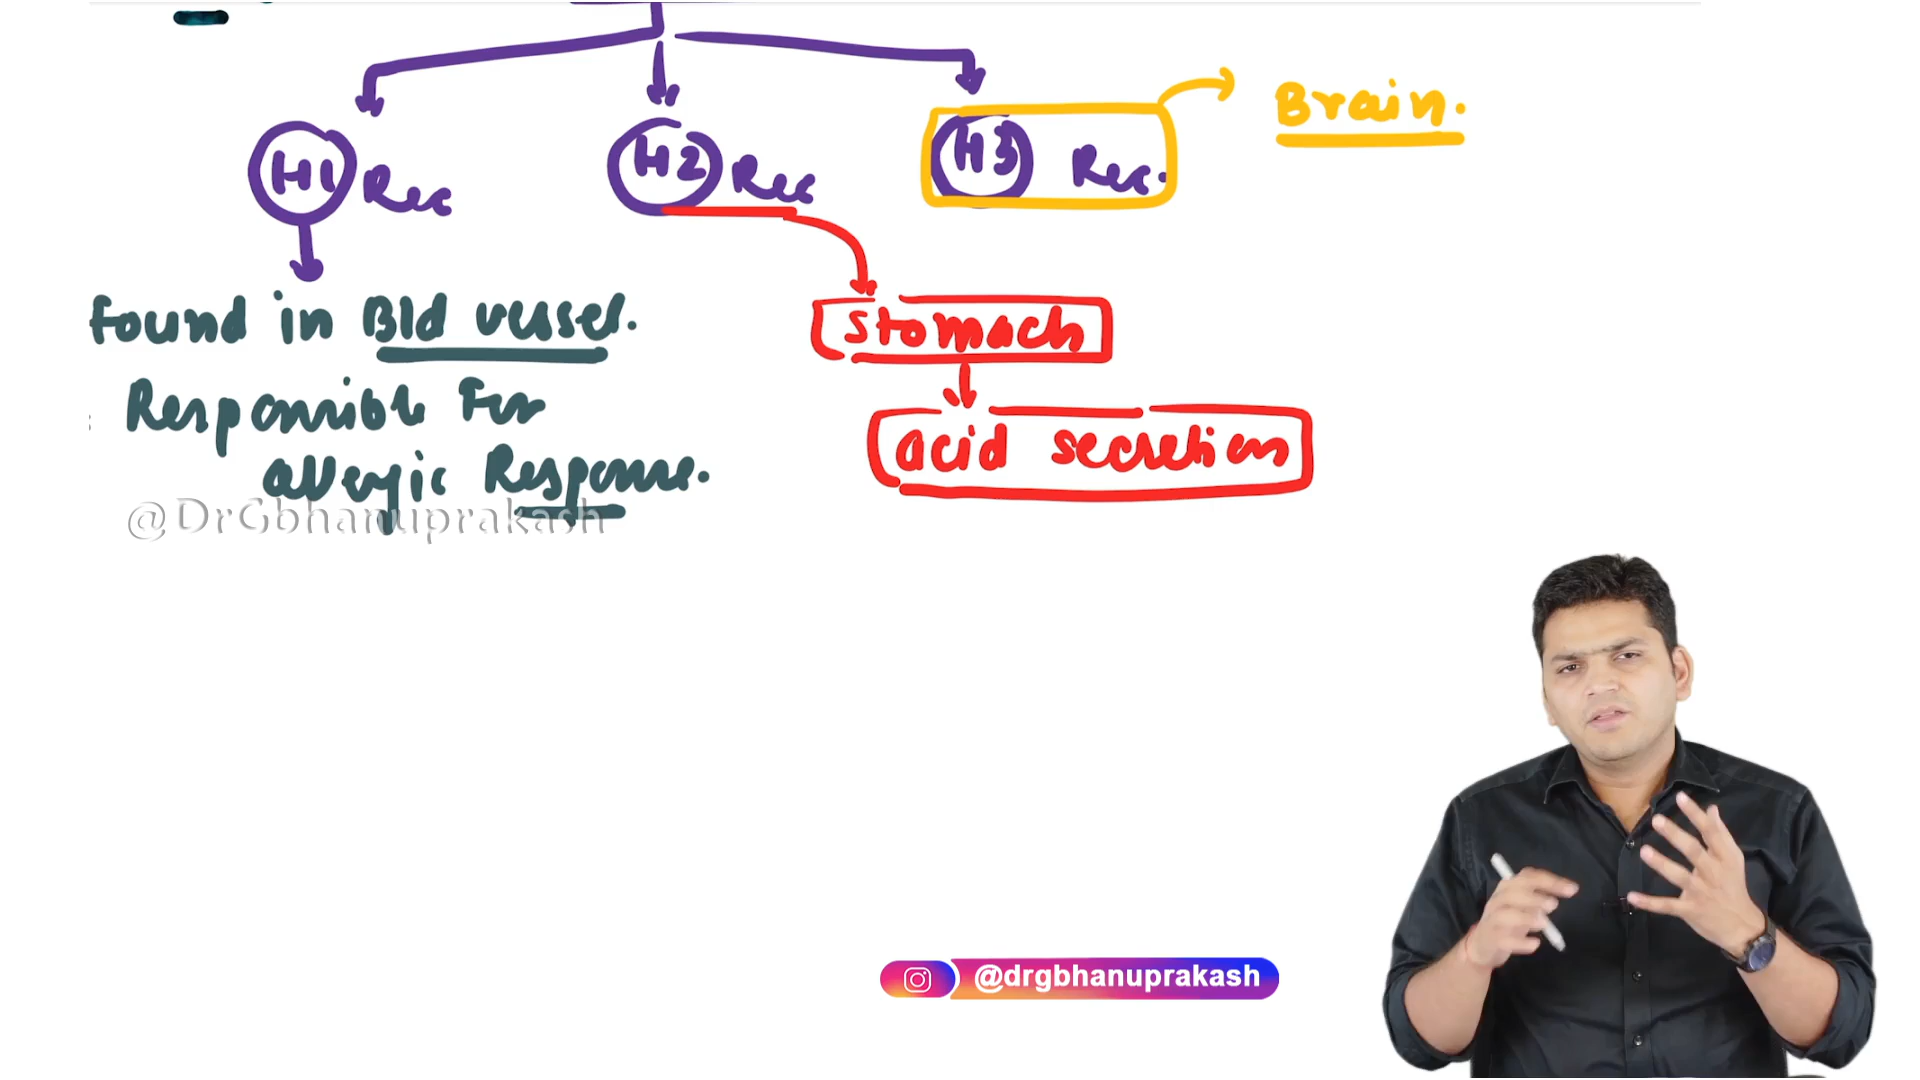 H1 Rec
H2 Rec
H3 Rec.
Brain.
found in Bld vessel.
Responsible for
allergic Response.
stomach
acid secretion
@DrGbhanuprakash
@drgbhanuprakash